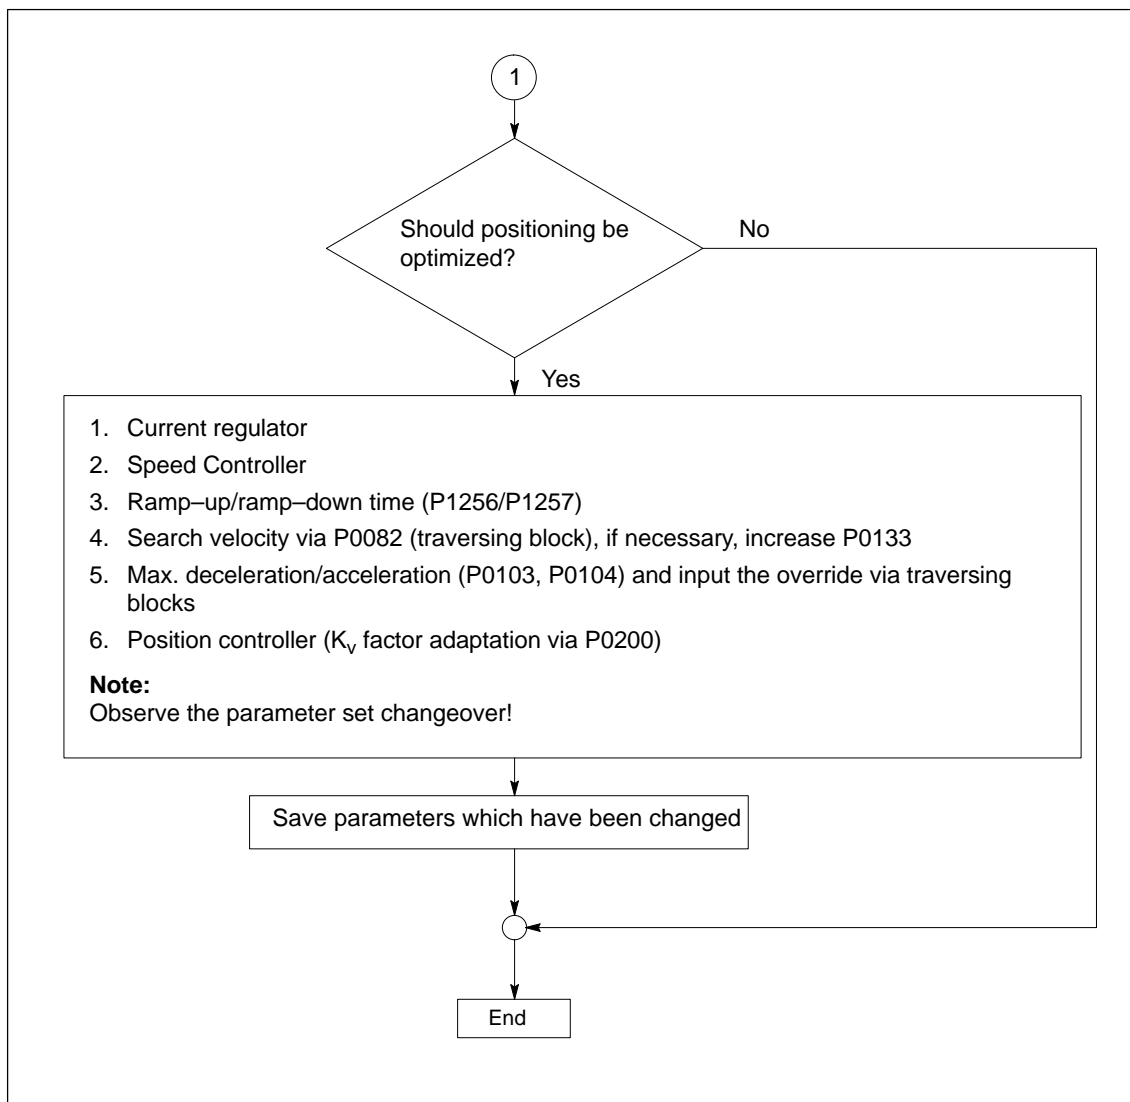 1
Should positioning be
optimized?
No
Yes
1. Current regulator
2. Speed Controller
3. Ramp–up/ramp–down time (P1256/P1257)
4. Search velocity via P0082 (traversing block), if necessary, increase P0133
5. Max. deceleration/acceleration (P0103, P0104) and input the override via traversing
blocks
6. Position controller (Kv factor adaptation via P0200)
Note:
Observe the parameter set changeover!
Save parameters which have been changed
End